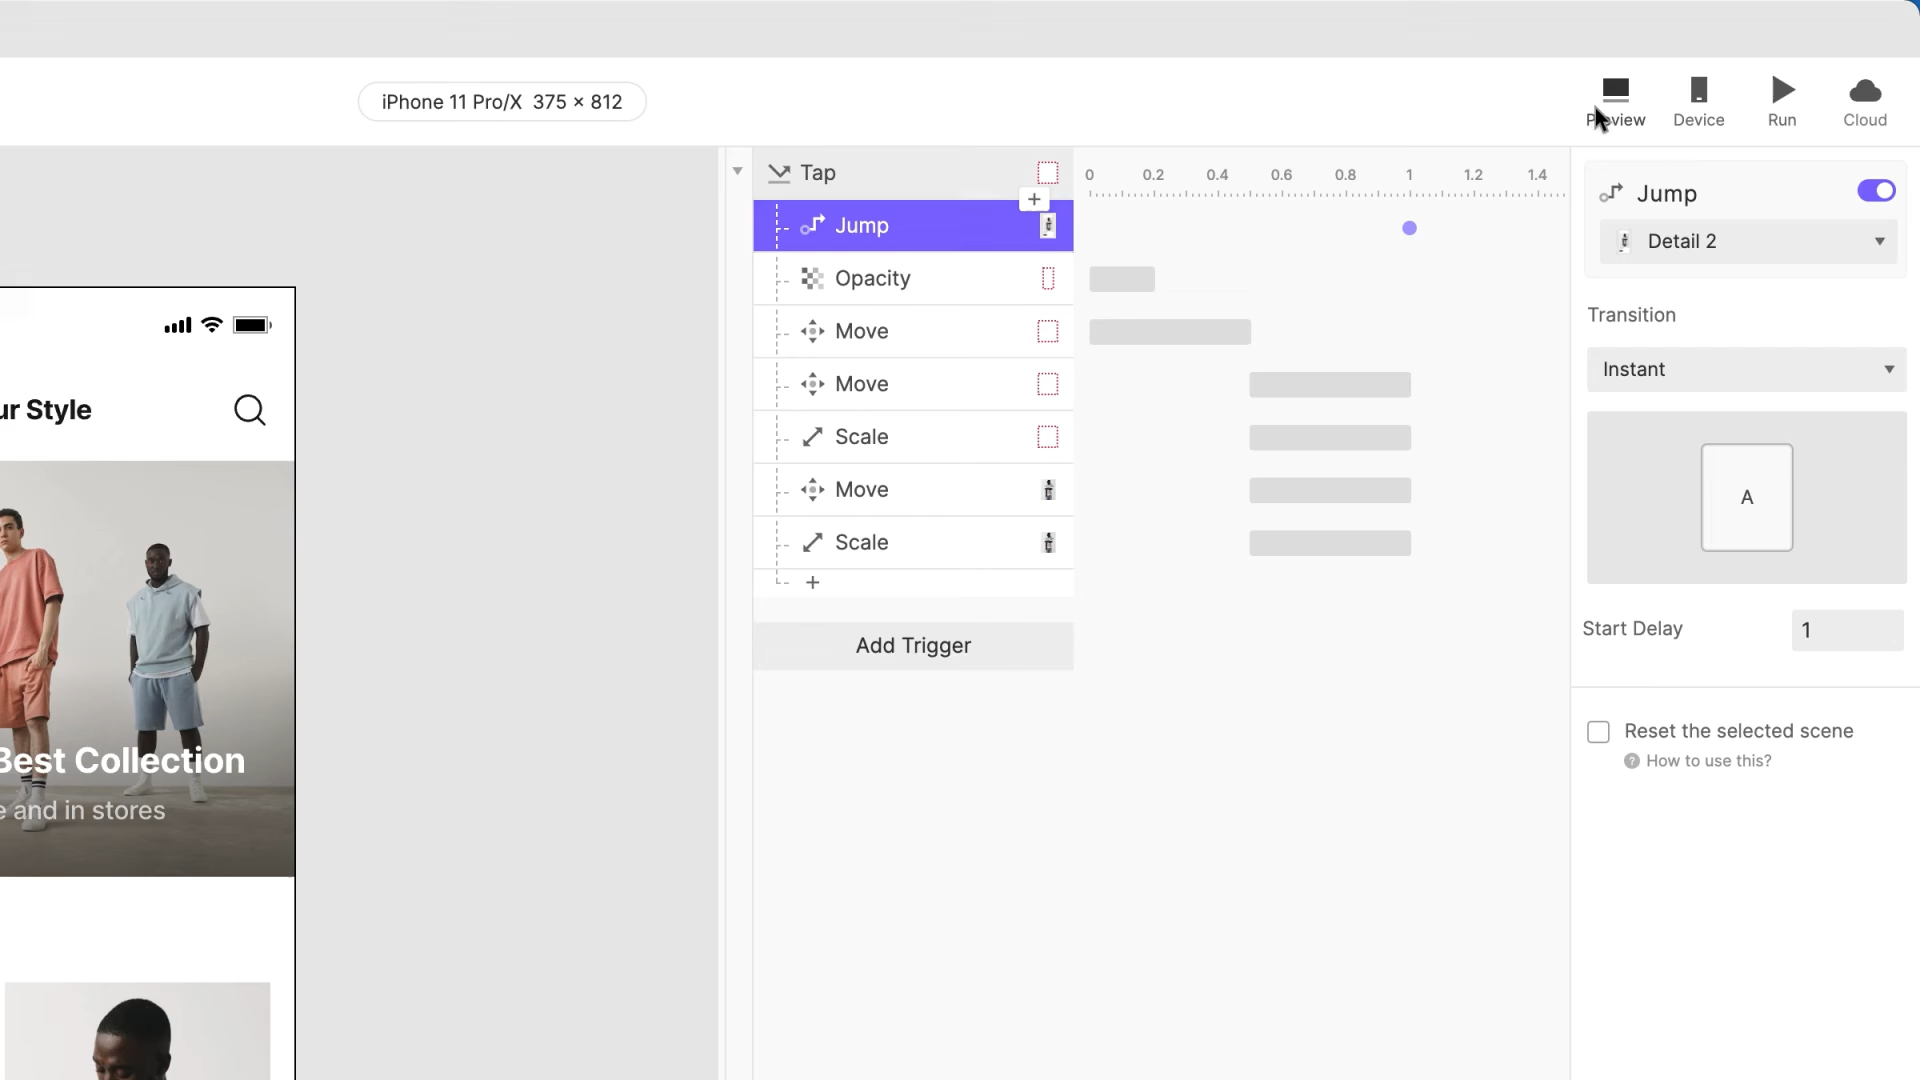 iPhone 11 Pro/X 375 × 812
Preview
Device
Run
Cloud
Tap
0 0.2 0.4 0.6 0.8 1 1.2 1.4
Jump
Opacity
Move
Move
Scale
Move
Scale
Add Trigger
Jump
Detail 2
Transition
Instant
A
Start Delay 1
Reset the selected scene
? How to use this?
ur Style
Best Collection
e and in stores